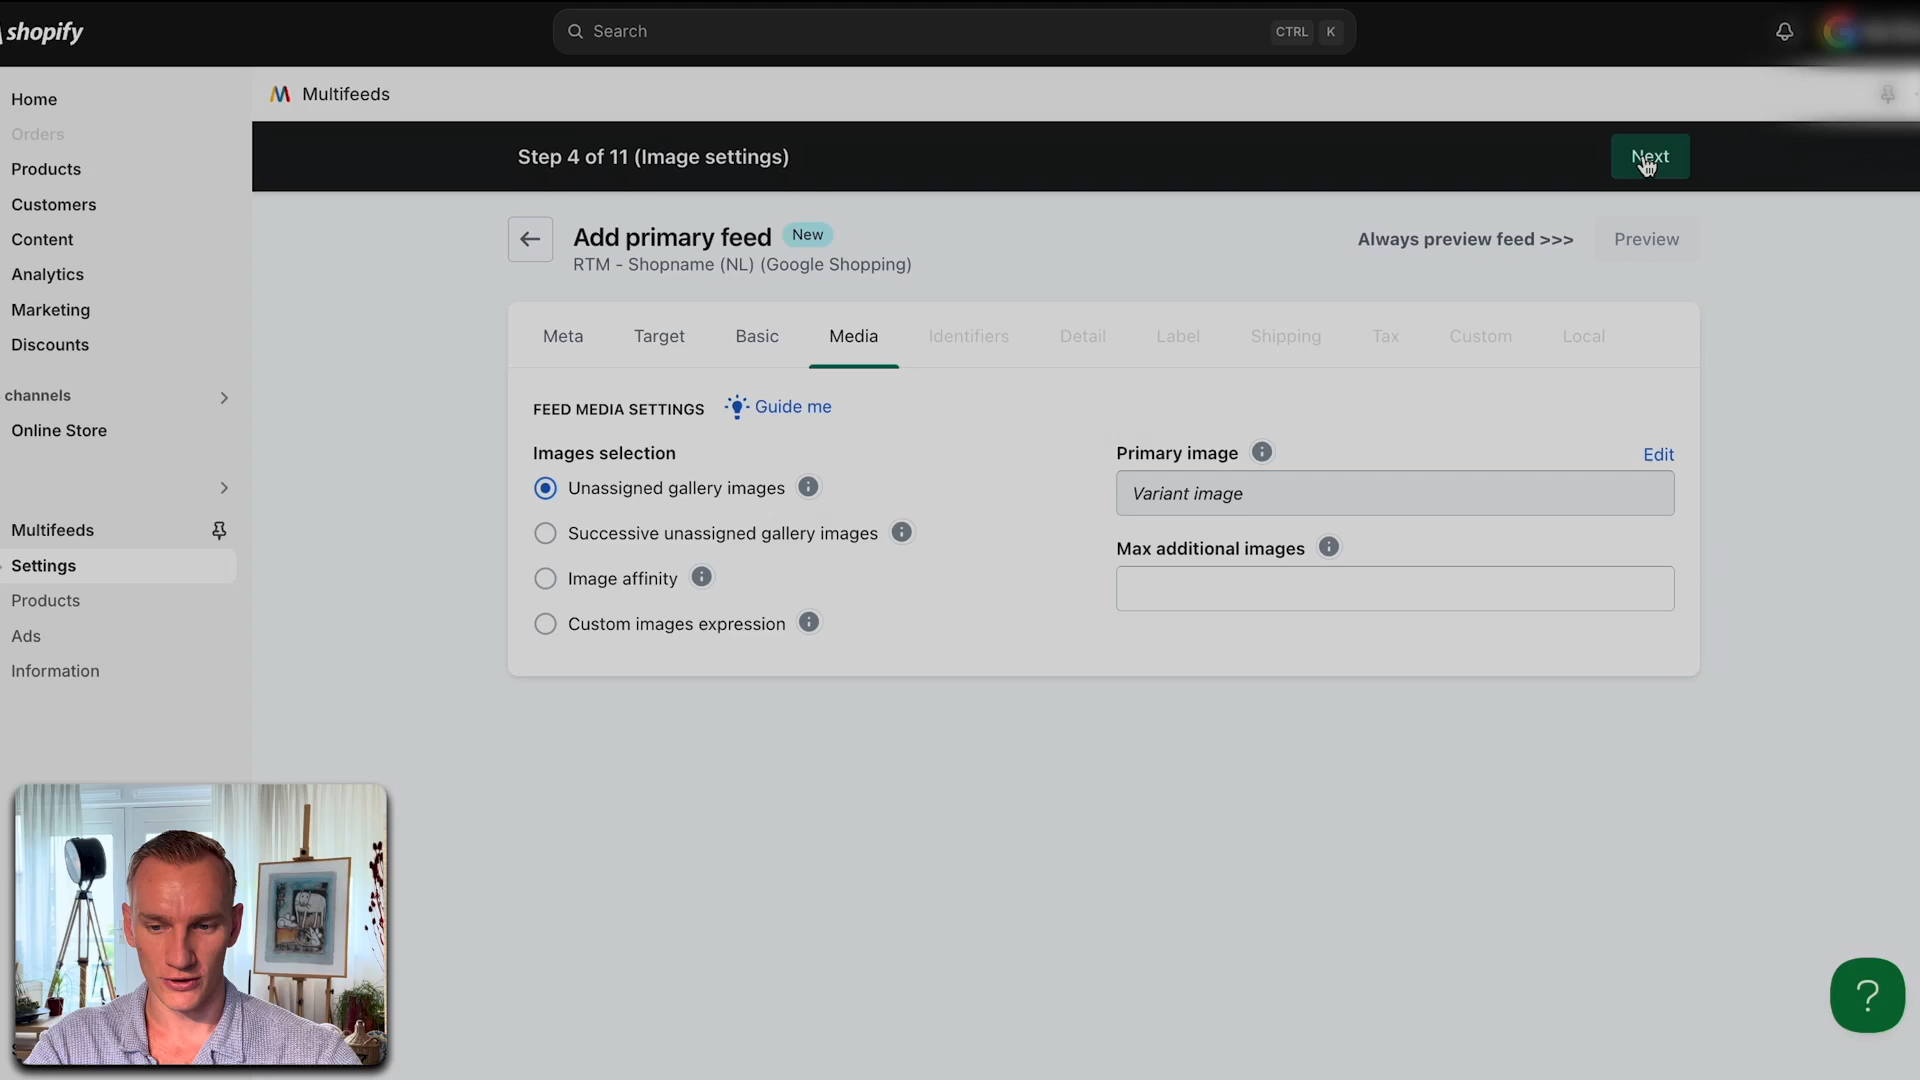 shopify
Search
CTRL K
Home
Orders
Products
Customers
Content
Analytics
Marketing
Discounts
channels
Online Store
Multifeeds
Settings
Products
Ads
Information
Multifeeds
Step 4 of 11 (Image settings)
Next
Add primary feed New
RTM - Shopname (NL) (Google Shopping)
Always preview feed >>> Preview
Meta Target Basic Media Identifiers Detail Label Shipping Tax Custom Local
FEED MEDIA SETTINGS Guide me
Images selection
Unassigned gallery images
Successive unassigned gallery images
Image affinity
Custom images expression
Primary image Edit
Variant image
Max additional images
?